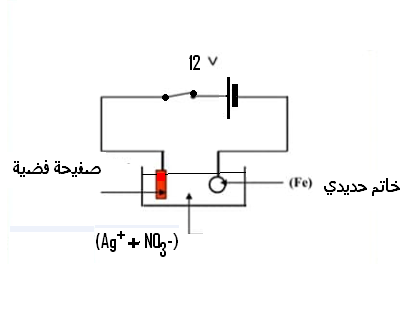 12 v
صفيحة فضية
خاتم حديدي (Fe)
(Ag⁺ + NO₃-)